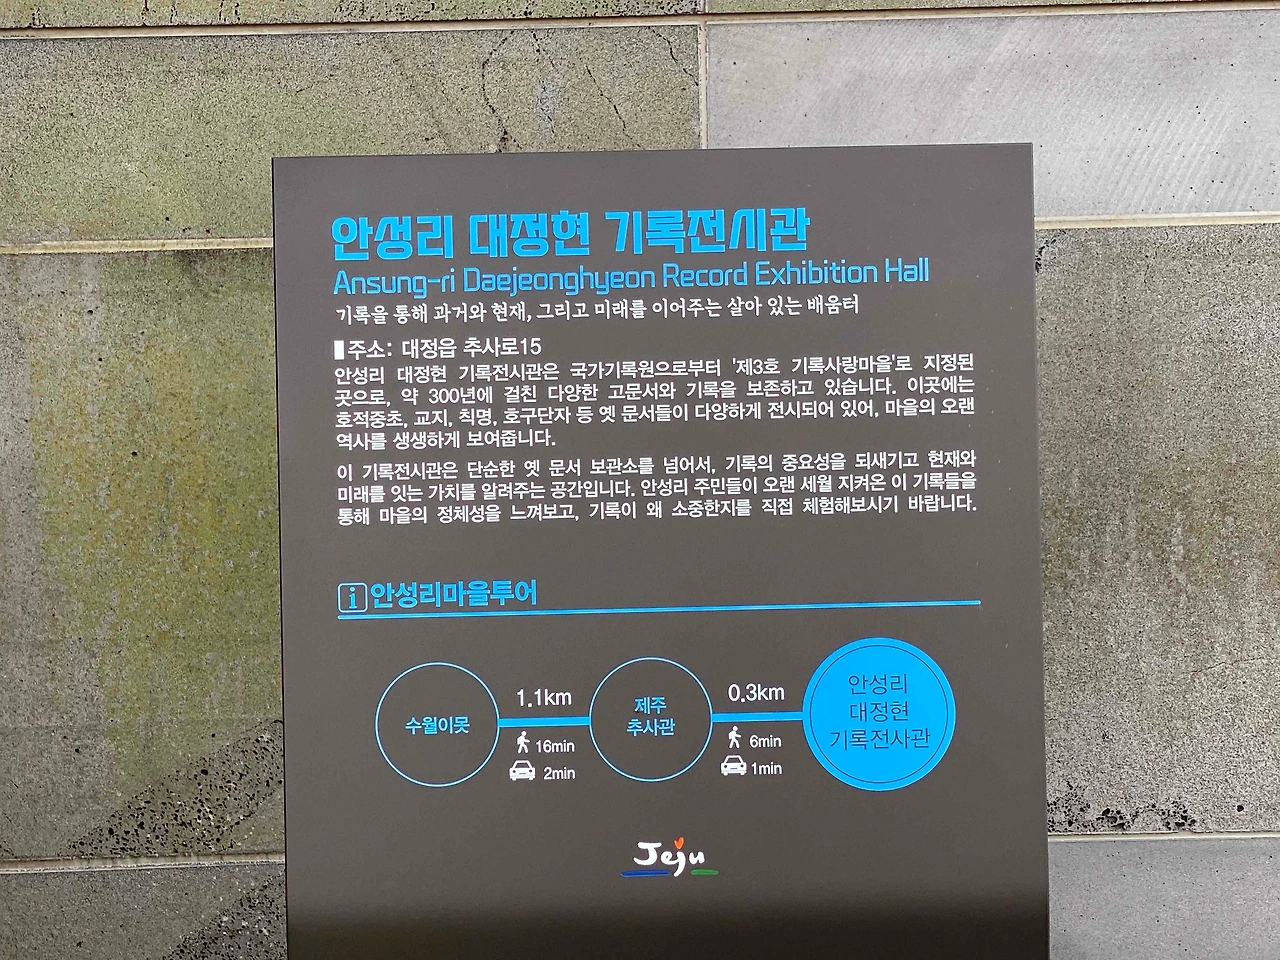 안성리 대정현 기록전시관
Ansung-ri Daejeonghyeon Record Exhibition Hall
기록을 통해 과거와 현재, 그리고 미래를 이어주는 살아 있는 배움터
주소: 대정읍 추사로15
안성리 대정현 기록전시관은 국가기록원으로부터 '제3호 기록사랑마을'로 지정된
곳으로, 약 300년에 걸친 다양한 고문서와 기록을 보존하고 있습니다. 이곳에는
호적중초, 교지, 칙명, 호구단자 등 옛 문서들이 다양하게 전시되어 있어, 마을의 오랜
역사를 생생하게 보여줍니다.
이 기록전시관은 단순한 옛 문서 보관소를 넘어서, 기록의 중요성을 되새기고 현재와
미래를 잇는 가치를 알려주는 공간입니다. 안성리 주민들이 오랜 세월 지켜온 이 기록들을
통해 마을의 정체성을 느껴보고, 기록이 왜 소중한지를 직접 체험해보시기 바랍니다.
i 안성리마을투어
수월이못
1.1km
16min
2min
제주
추사관
0.3km
6min
1min
안성리
대정현
기록전사관
Jeju